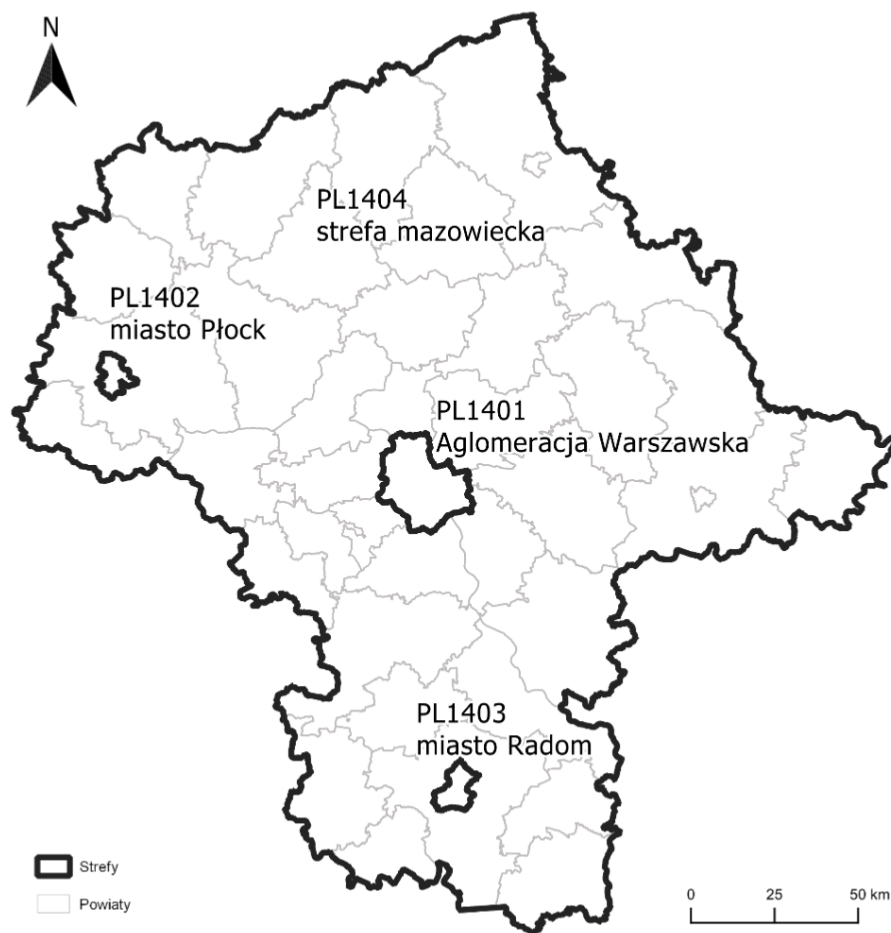 N
PL1404
strefa mazowiecka
PL1402
miasto Płock
PL1401
Aglomeracja Warszawska
PL1403
miasto Radom
Strefy
Powiaty
0 25 50 km